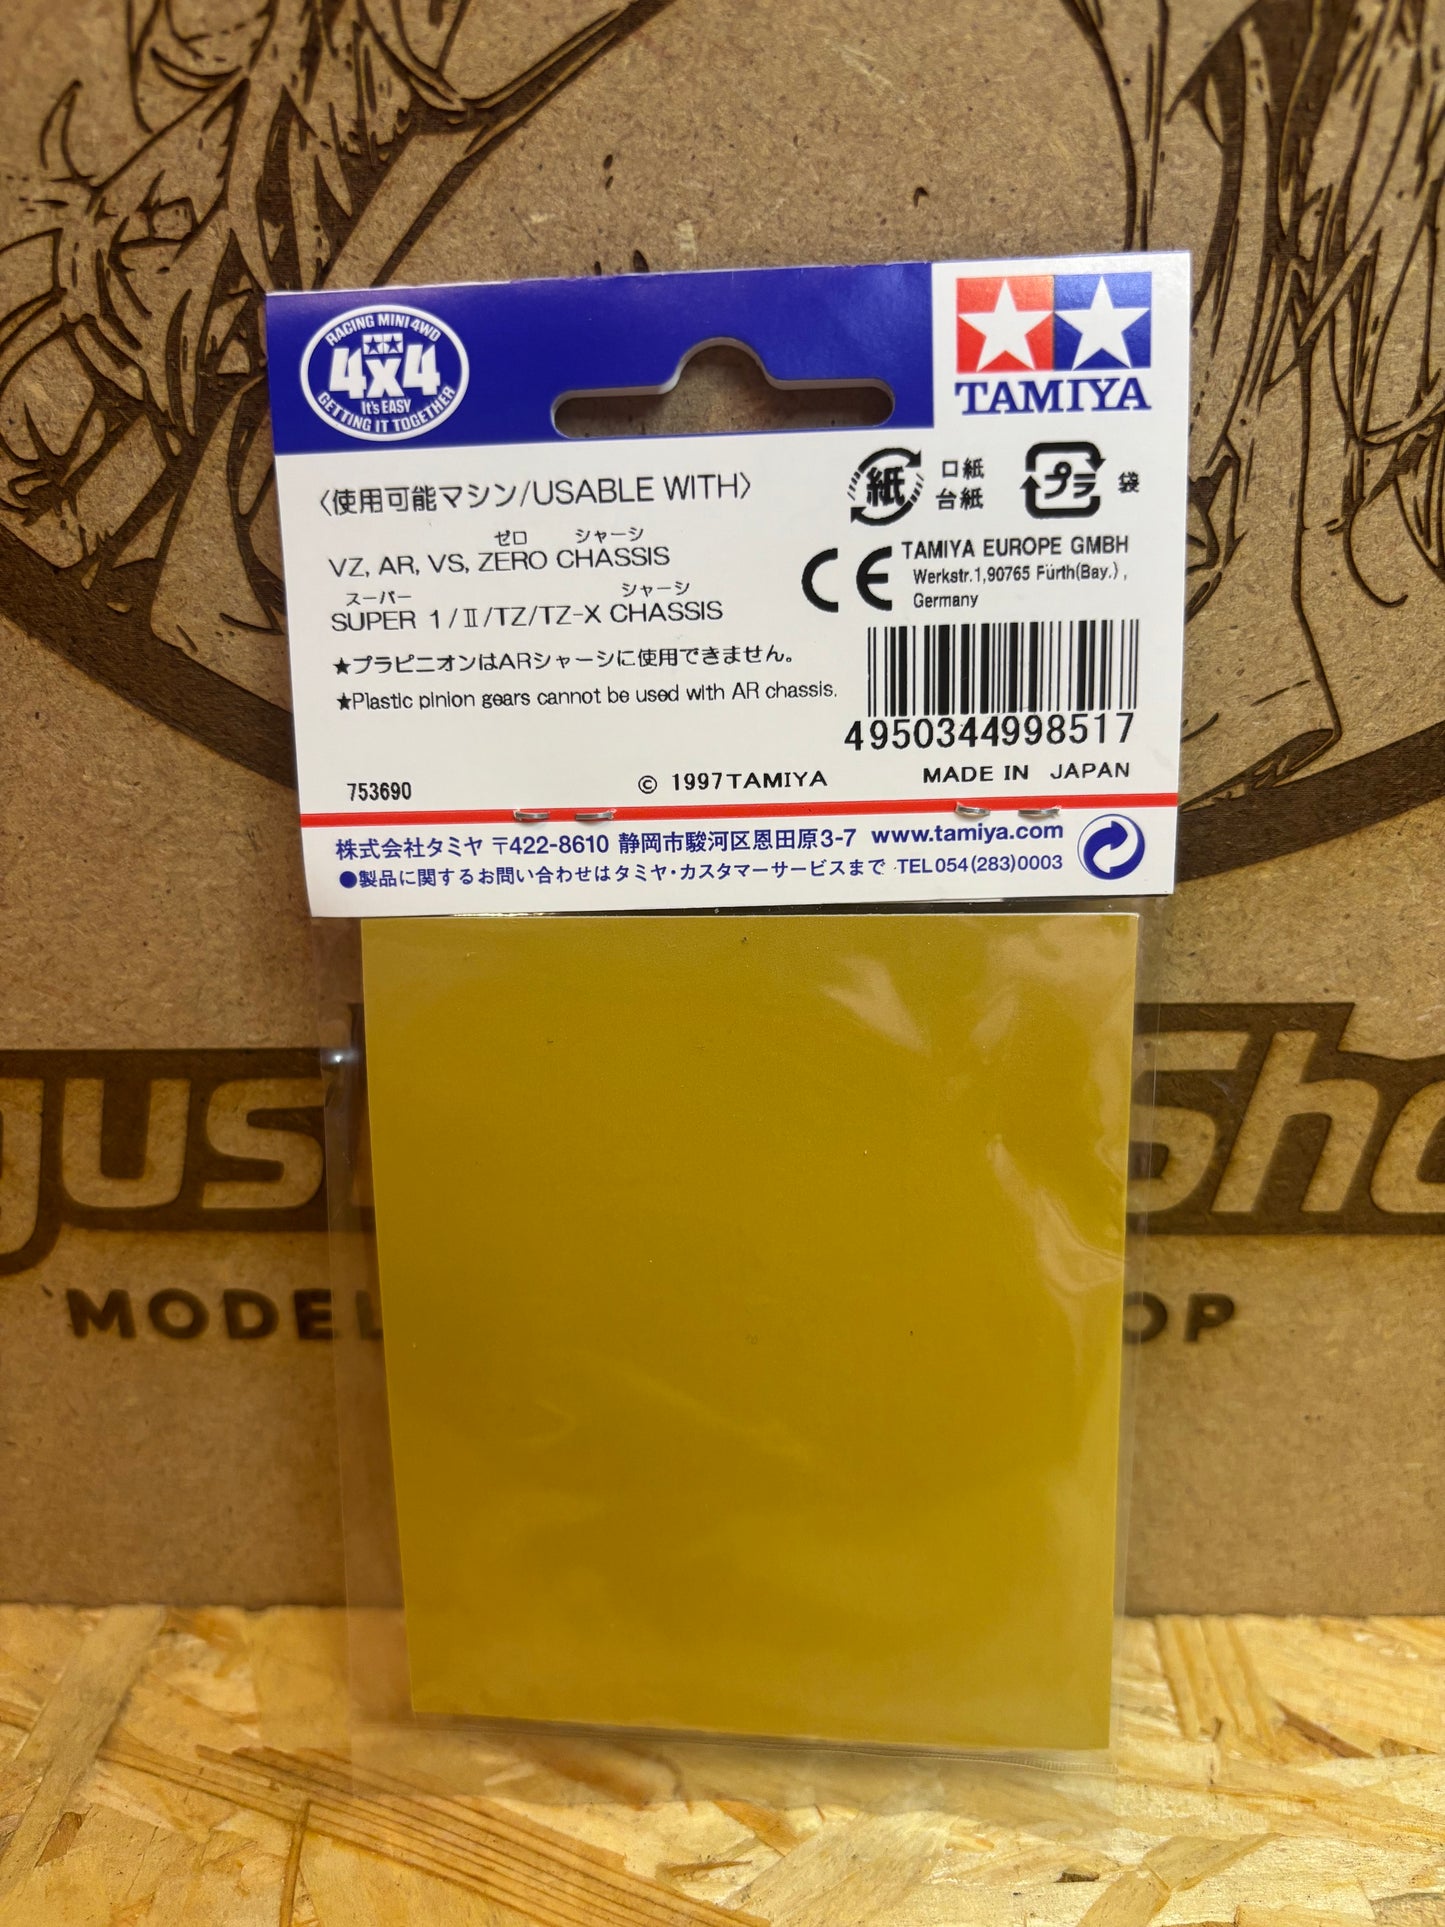 RACING MINI 4WD
4x4
It's EASY
GETTING IT TOGETHER
TAMIYA
〈使用可能マシン/USABLE WITH〉
ゼロ シャーシ
VZ, AR, VS, ZERO CHASSIS
スーパー シャーシ
SUPER 1/Ⅱ/TZ/TZ-X CHASSIS
★プラピニオンはARシャーシに使用できません。
★Plastic pinion gears cannot be used with AR chassis.
紙 口紙
台紙
プラ 袋
CE TAMIYA EUROPE GMBH
Werkstr.1,90765 Fürth(Bay.),
Germany
4950344998517
753690
© 1997TAMIYA
MADE IN JAPAN
株式会社タミヤ 〒422-8610 静岡市駿河区恩田原3-7 www.tamiya.com
●製品に関するお問い合わせはタミヤ・カスタマーサービスまで TEL054(283)0003